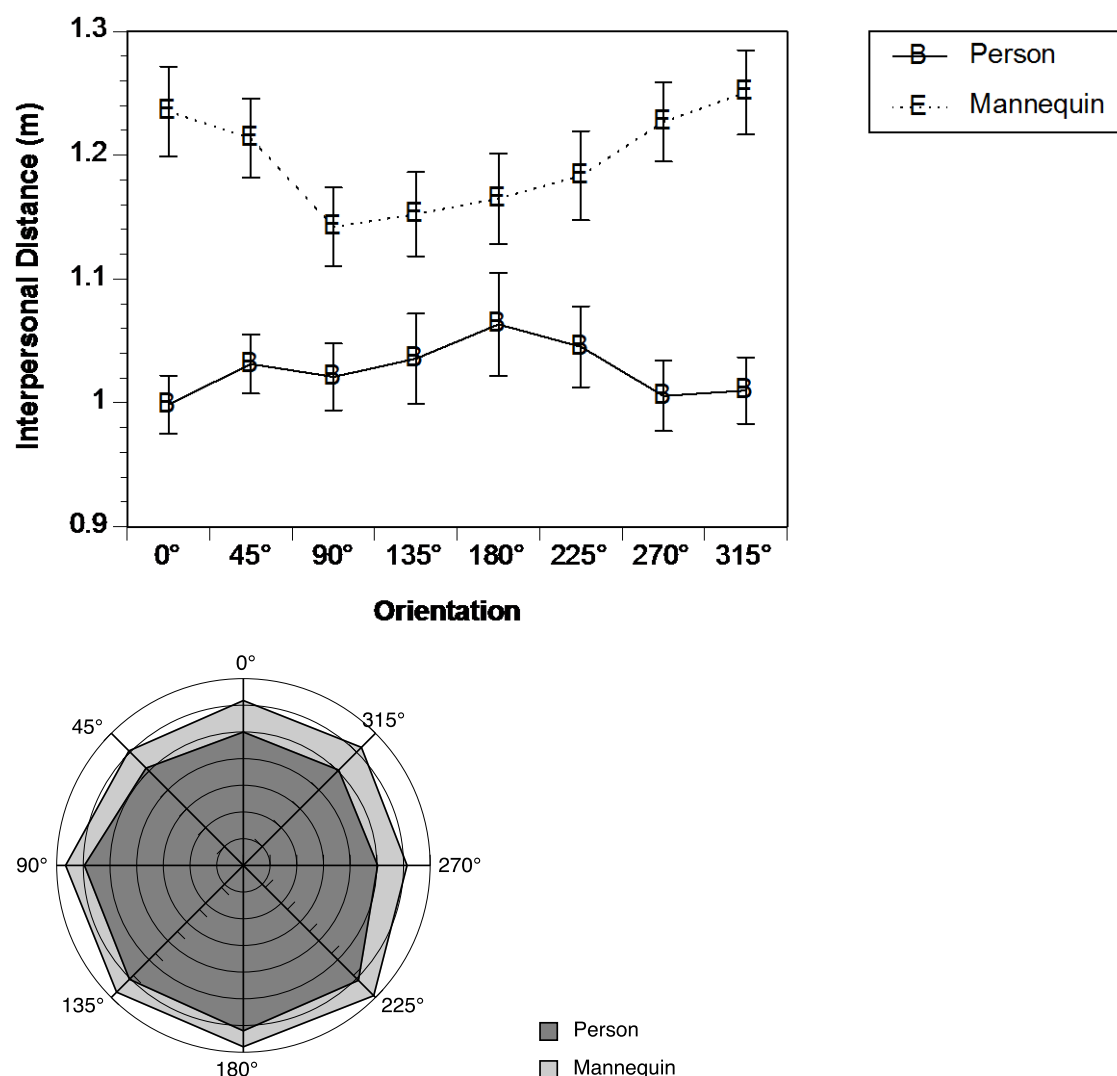 1.3
1.2
1.1
1
0.9
Interpersonal Distance (m)
B Person
E Mannequin
E E E E E E E E
B B B B B B B B
0° 45° 90° 135° 180° 225° 270° 315°
Orientation
0°
45° 315°
90° 270°
135° 225°
180°
Person
Mannequin